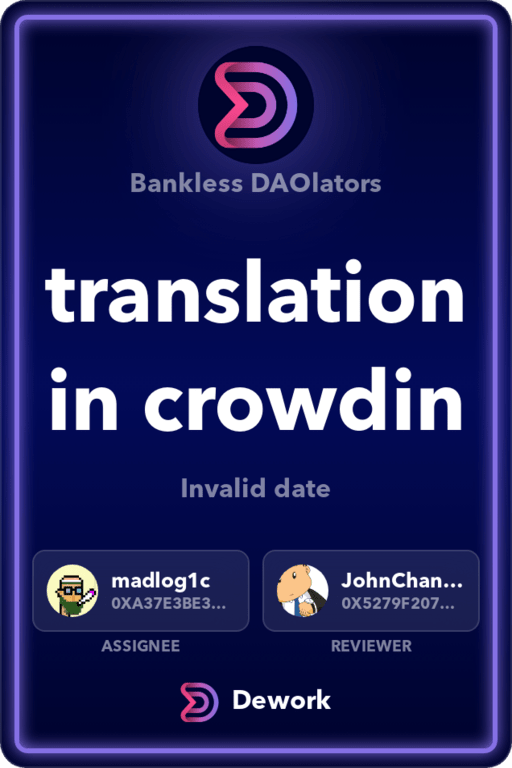 Bankless DAOlators
translation
in crowdin
Invalid date
madlog1c
0XA37E3BE3...
JohnChan...
0X5279F207...
ASSIGNEE
REVIEWER
Dework